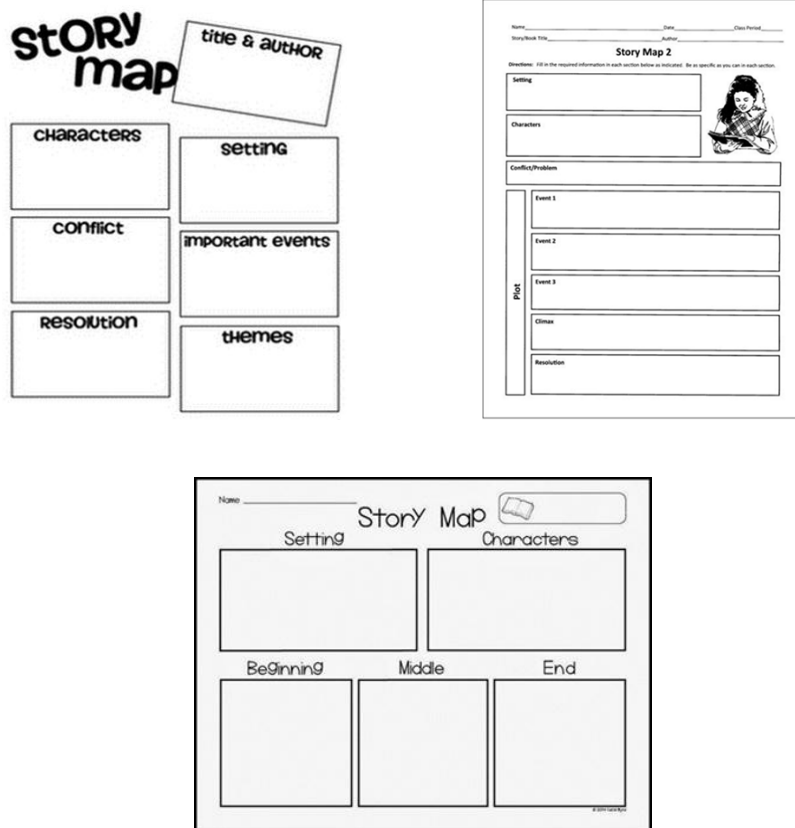 story
map
title & author
characters
setting
conflict
important events
Resolution
themes
Name Date Class Period
Story/Book Title Author
Story Map 2
Directions: Fill in the required information in each section below as indicated. Be as specific as you can in each section.
Setting
Characters
Conflict/Problem
Plot
Event 1
Event 2
Event 3
Climax
Resolution
Name
Story Map
Setting Characters
Beginning Middle End